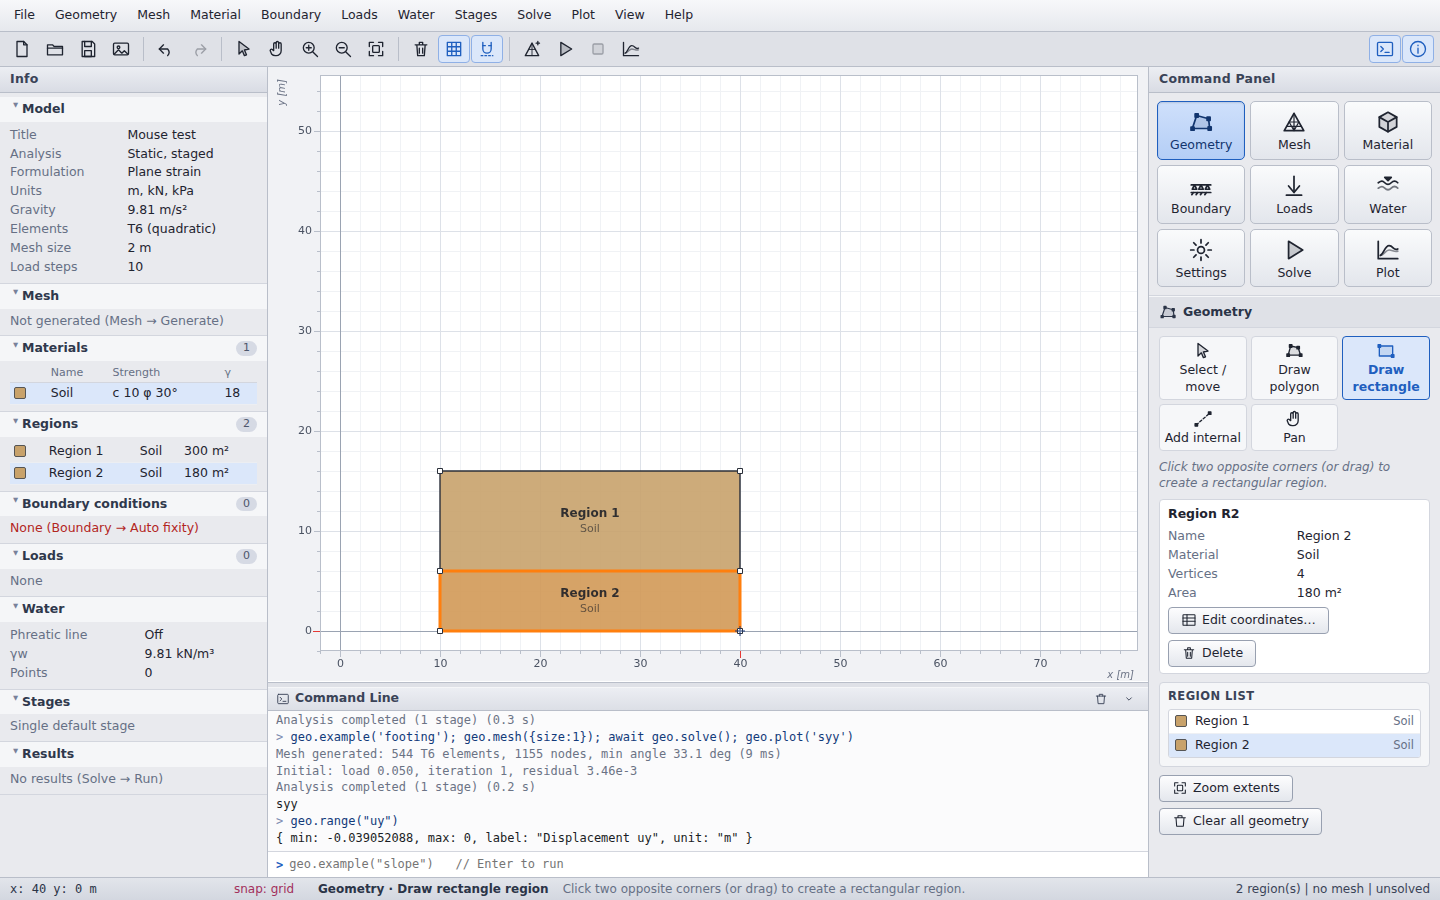 File Geometry Mesh Material Boundary Loads Water Stages Solve Plot View Help
Info
Model
Title Mouse test
Analysis Static, staged
Formulation Plane strain
Units m, kN, kPa
Gravity 9.81 m/s²
Elements T6 (quadratic)
Mesh size 2 m
Load steps 10
Mesh
Not generated (Mesh → Generate)
Materials 1
Name Strength γ
Soil c 10 φ 30° 18
Regions 2
Region 1 Soil 300 m²
Region 2 Soil 180 m²
Boundary conditions 0
None (Boundary → Auto fixity)
Loads 0
None
Water
Phreatic line Off
γw 9.81 kN/m³
Points 0
Stages
Single default stage
Results
No results (Solve → Run)
y [m]
50
40
30
20
10
0
Region 1
Soil
Region 2
Soil
0 10 20 30 40 50 60 70
x [m]
Command Line
Analysis completed (1 stage) (0.3 s)
> geo.example('footing'); geo.mesh({size:1}); await geo.solve(); geo.plot('syy')
Mesh generated: 544 T6 elements, 1155 nodes, min angle 33.1 deg (9 ms)
Initial: load 0.050, iteration 1, residual 3.46e-3
Analysis completed (1 stage) (0.2 s)
syy
> geo.range("uy")
{ min: -0.039052088, max: 0, label: "Displacement uy", unit: "m" }
> geo.example("slope") // Enter to run
Command Panel
Geometry Mesh Material
Boundary Loads Water
Settings Solve Plot
Geometry
Select / move
Draw polygon
Draw rectangle
Add internal
Pan
Click two opposite corners (or drag) to
create a rectangular region.
Region R2
Name Region 2
Material Soil
Vertices 4
Area 180 m²
Edit coordinates...
Delete
REGION LIST
Region 1 Soil
Region 2 Soil
Zoom extents
Clear all geometry
x: 40 y: 0 m snap: grid Geometry · Draw rectangle region Click two opposite corners (or drag) to create a rectangular region. 2 region(s) | no mesh | unsolved